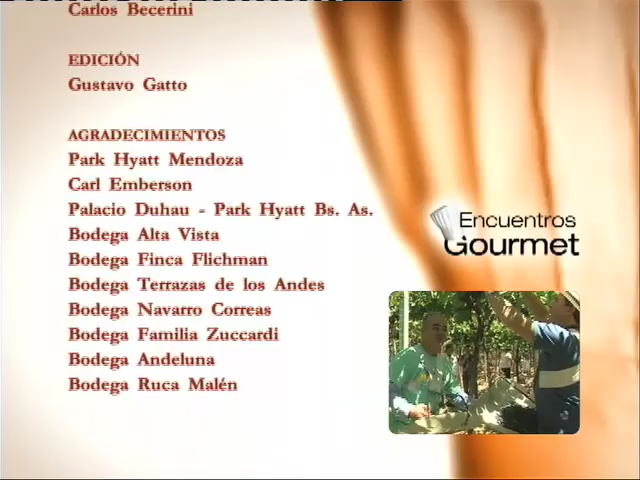 Carlos Becerini
EDICIÓN
Gustavo Gatto
AGRADECIMIENTOS
Park Hyatt Mendoza
Carl Emberson
Palacio Duhau - Park Hyatt Bs. As.
Bodega Alta Vista
Bodega Finca Flichman
Bodega Terrazas de los Andes
Bodega Navarro Correas
Bodega Familia Zuccardi
Bodega Andeluna
Bodega Ruca Malén
Encuentros
Gourmet